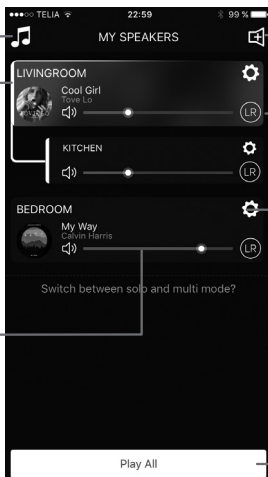 TELIA 22:59 99 %
MY SPEAKERS
LIVINGROOM
Cool Girl
Tove Lo
LR
KITCHEN
LR
BEDROOM
My Way
Calvin Harris
LR
Switch between solo and multi mode?
Play All